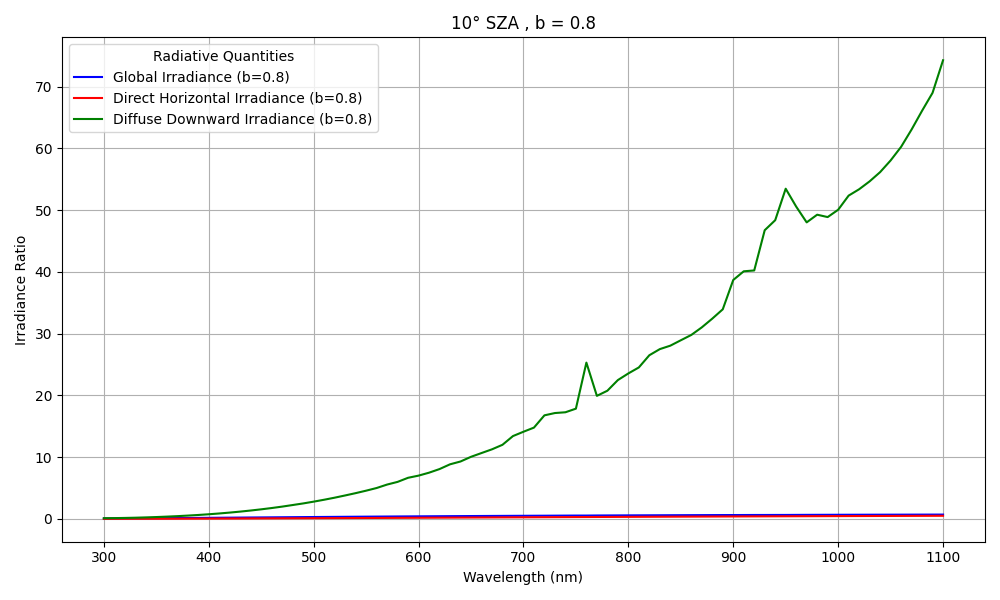 10° SZA , b = 0.8
Radiative Quantities
Global Irradiance (b=0.8)
Direct Horizontal Irradiance (b=0.8)
Diffuse Downward Irradiance (b=0.8)
Irradiance Ratio
70
60
50
40
30
20
10
0
300 400 500 600 700 800 900 1000 1100
Wavelength (nm)